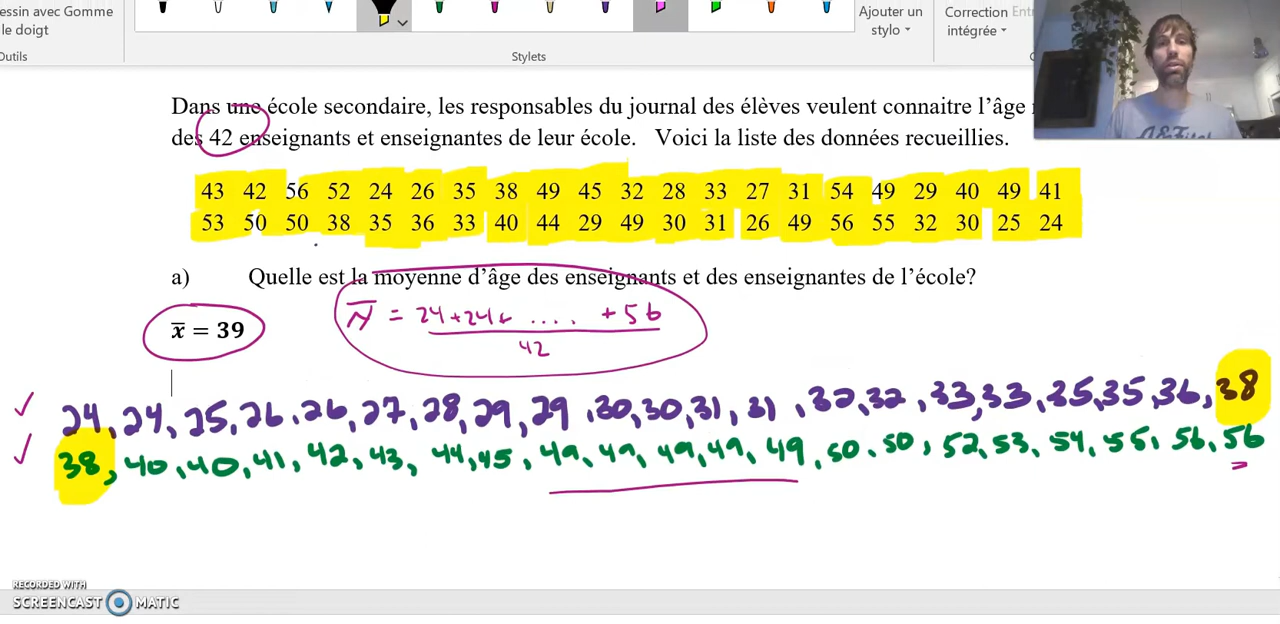 essin avec Gomme
le doigt
Outils
Stylets
Ajouter un
stylo
Correction
intégrée
Dans une école secondaire, les responsables du journal des élèves veulent connaitre l'âge
des 42 enseignants et enseignantes de leur école. Voici la liste des données recueillies.
43 42 56 52 24 26 35 38 49 45 32 28 33 27 31 54 49 29 40 49 41
53 50 50 38 35 36 33 40 44 29 49 30 31 26 49 56 55 32 30 25 24
a) Quelle est la moyenne d'âge des enseignants et des enseignantes de l'école?
x̄ = 39
x̄ = 24+24+ .... +56
42
24, 24, 25, 26, 26, 27, 28, 29, 29, 30, 30, 31, 31, 32, 32, 33, 33, 35, 35, 36, 38
38, 40, 40, 41, 42, 43, 44, 45, 49, 49, 49, 49, 49, 50, 50, 52, 53, 54, 55, 56, 56
RECORDED WITH
SCREENCAST MATIC